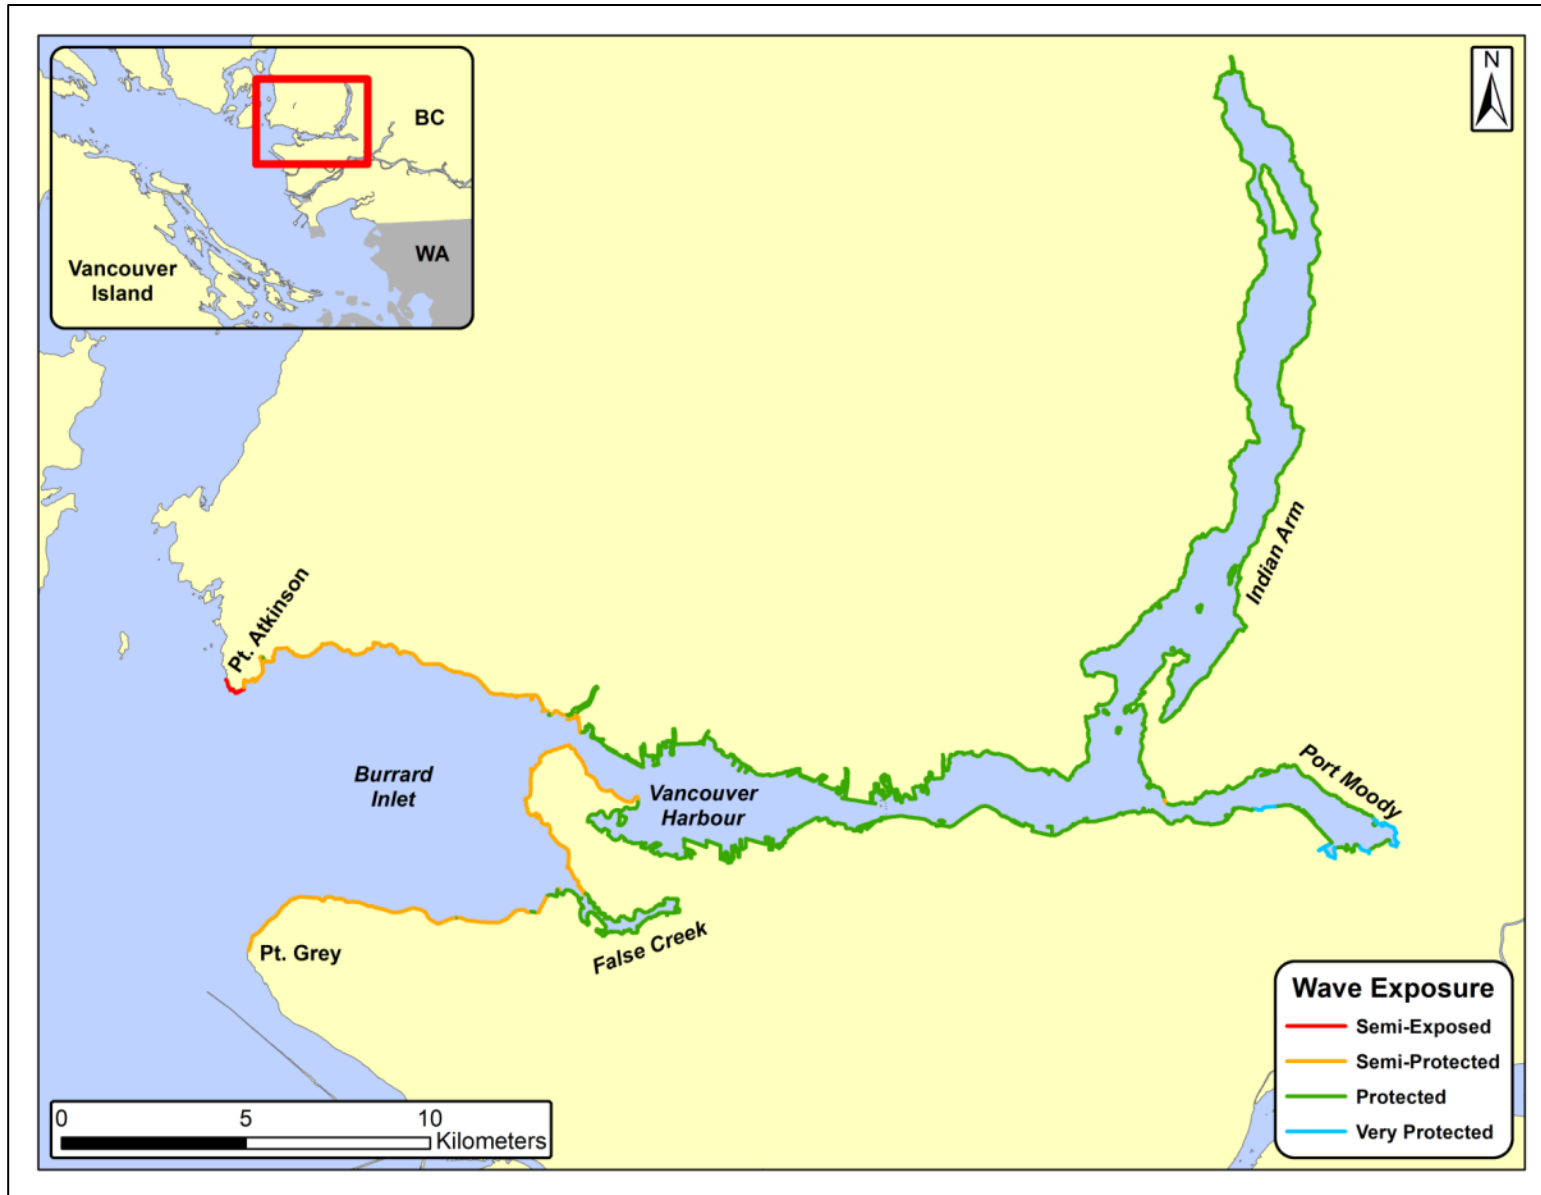 N
BC
WA
Vancouver
Island
Pt. Atkinson
Indian Arm
Burrard
Inlet
Vancouver
Harbour
Port Moody
False Creek
Pt. Grey
Wave Exposure
Semi-Exposed
Semi-Protected
Protected
Very Protected
0 5 10
Kilometers